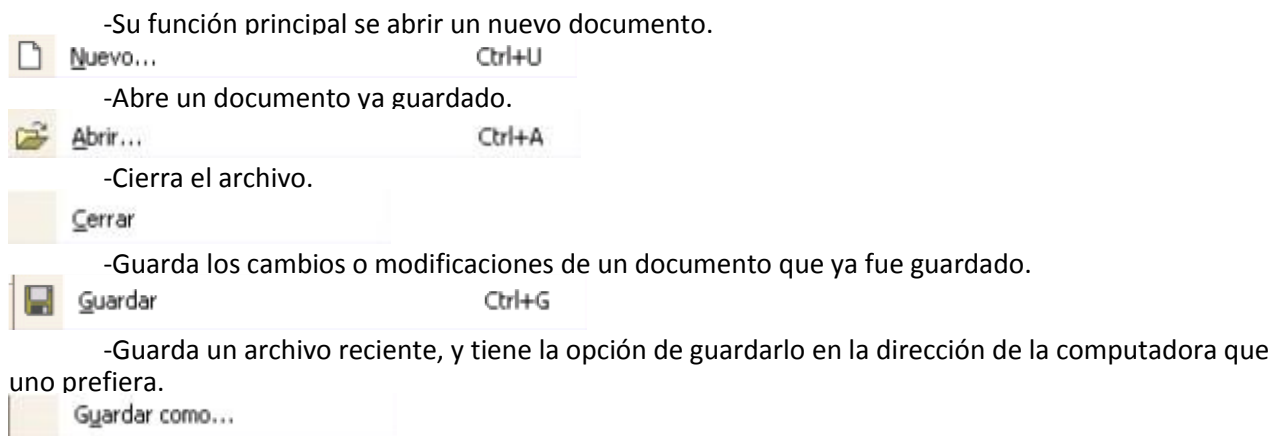 -Su función principal se abrir un nuevo documento.
Nuevo... Ctrl+U
-Abre un documento ya guardado.
Abrir... Ctrl+A
-Cierra el archivo.
Cerrar
-Guarda los cambios o modificaciones de un documento que ya fue guardado.
Guardar Ctrl+G
-Guarda un archivo reciente, y tiene la opción de guardarlo en la dirección de la computadora que
uno prefiera.
Guardar como...